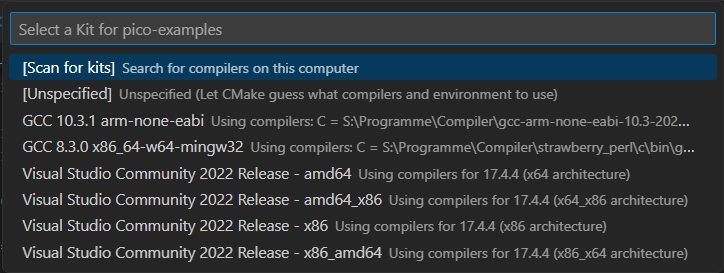 Select a Kit for pico-examples
[Scan for kits] Search for compilers on this computer
[Unspecified] Unspecified (Let CMake guess what compilers and environment to use)
GCC 10.3.1 arm-none-eabi Using compilers: C = S:\Programme\Compiler\gcc-arm-none-eabi-10.3-202...
GCC 8.3.0 x86_64-w64-mingw32 Using compilers: C = S:\Programme\Compiler\strawberry_perl\c\bin\g...
Visual Studio Community 2022 Release - amd64 Using compilers for 17.4.4 (x64 architecture)
Visual Studio Community 2022 Release - amd64_x86 Using compilers for 17.4.4 (x64_x86 architecture)
Visual Studio Community 2022 Release - x86 Using compilers for 17.4.4 (x86 architecture)
Visual Studio Community 2022 Release - x86_amd64 Using compilers for 17.4.4 (x86_x64 architecture)